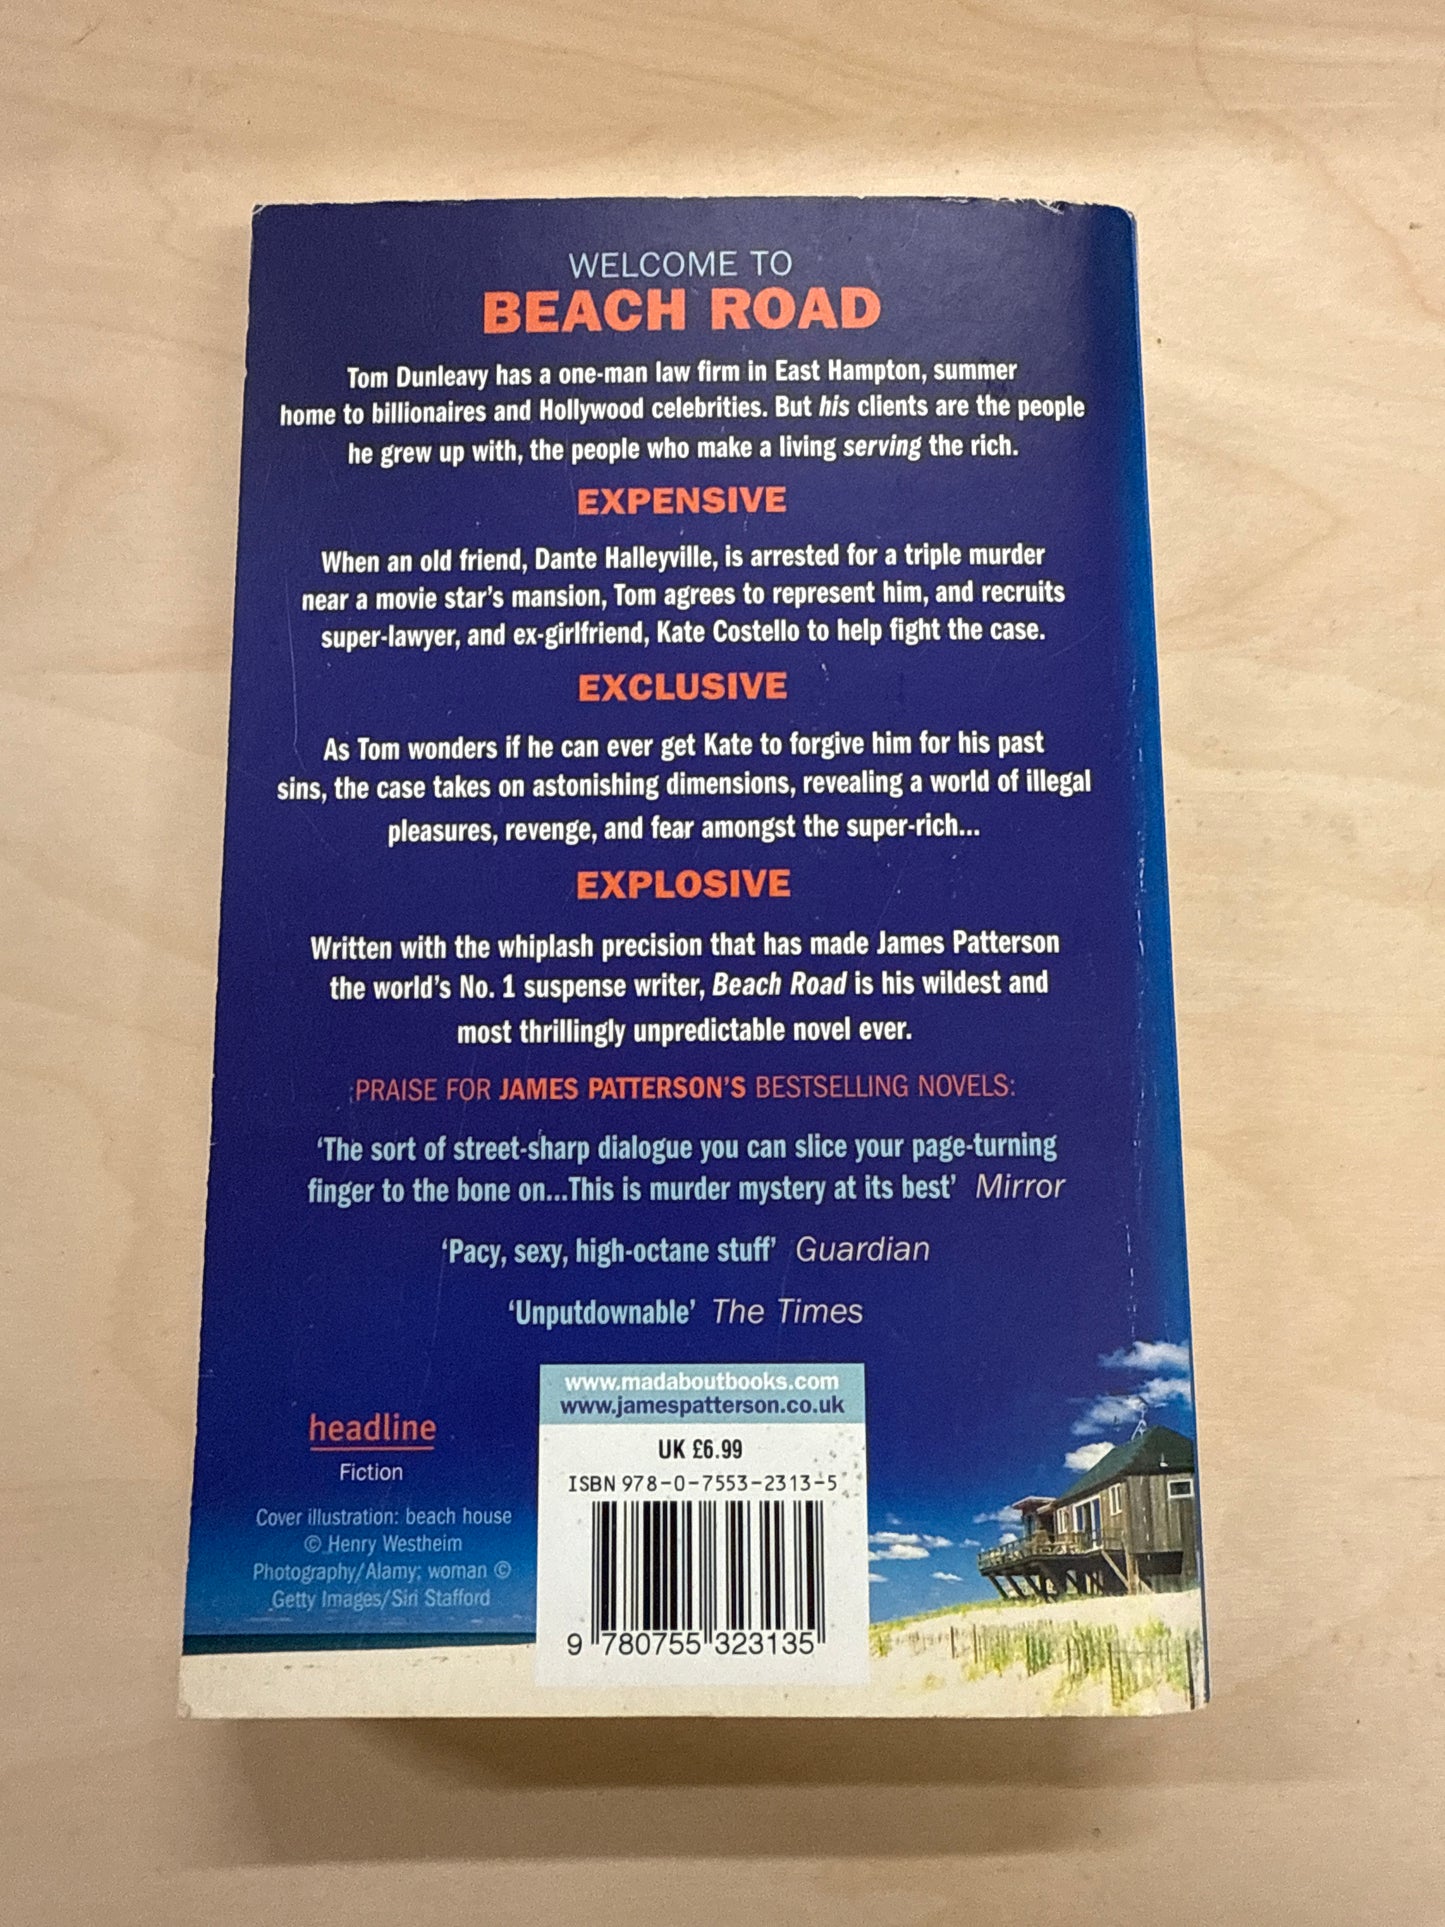 WELCOME TO
BEACH ROAD
Tom Dunleavy has a one-man law firm in East Hampton, summer
home to billionaires and Hollywood celebrities. But his clients are the people
he grew up with, the people who make a living serving the rich.
EXPENSIVE
When an old friend, Dante Halleyville, is arrested for a triple murder
near a movie star's mansion, Tom agrees to represent him, and recruits
super-lawyer, and ex-girlfriend, Kate Costello to help fight the case.
EXCLUSIVE
As Tom wonders if he can ever get Kate to forgive him for his past
sins, the case takes on astonishing dimensions, revealing a world of illegal
pleasures, revenge, and fear amongst the super-rich...
EXPLOSIVE
Written with the whiplash precision that has made James Patterson
the world's No. 1 suspense writer, Beach Road is his wildest and
most thrillingly unpredictable novel ever.
PRAISE FOR JAMES PATTERSON'S BESTSELLING NOVELS:
'The sort of street-sharp dialogue you can slice your page-turning
finger to the bone on...This is murder mystery at its best' Mirror
'Pacy, sexy, high-octane stuff' Guardian
'Unputdownable' The Times
www.madaboutbooks.com
www.jamespatterson.co.uk
headline
Fiction
Cover illustration: beach house
© Henry Westheim
Photography/Alamy; woman ©
Getty Images/Siri Stafford
UK £6.99
ISBN 978-0-7553-2313-5
9 780755 323135